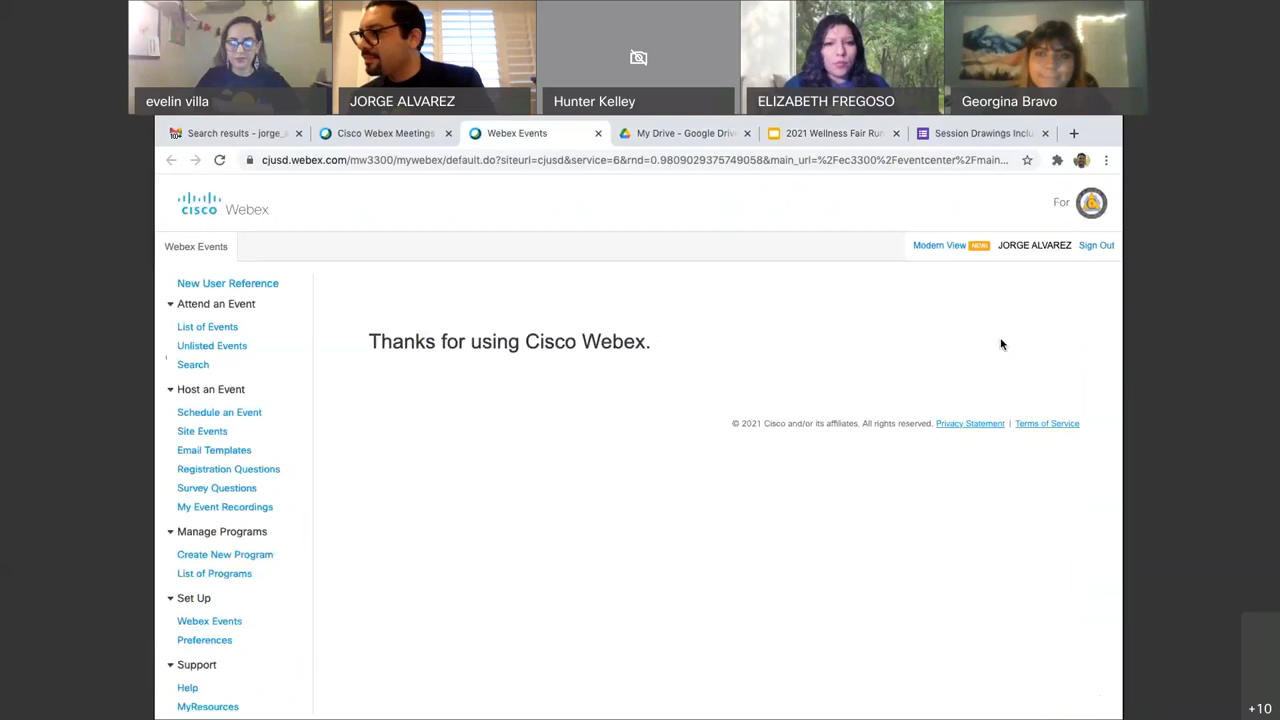 evelin villa
JORGE ALVAREZ
Hunter Kelley
ELIZABETH FREGOSO
Georgina Bravo
Search results - jorge_a
Cisco Webex Meetings
Webex Events
My Drive - Google Drive
2021 Wellness Fair Run
Session Drawings Inclu
cjusd.webex.com/mw3300/mywebex/default.do?siteurl=cjusd&service=6&rnd=0.9809029375749058&main_url=%2Fec3300%2Feventcenter%2Fmain...
CISCO Webex
For
Webex Events
Modern View NEW! JORGE ALVAREZ Sign Out
New User Reference
Attend an Event
List of Events
Unlisted Events
Search
Host an Event
Schedule an Event
Site Events
Email Templates
Registration Questions
Survey Questions
My Event Recordings
Manage Programs
Create New Program
List of Programs
Set Up
Webex Events
Preferences
Support
Help
MyResources
Thanks for using Cisco Webex.
© 2021 Cisco and/or its affiliates. All rights reserved. Privacy Statement | Terms of Service
+10